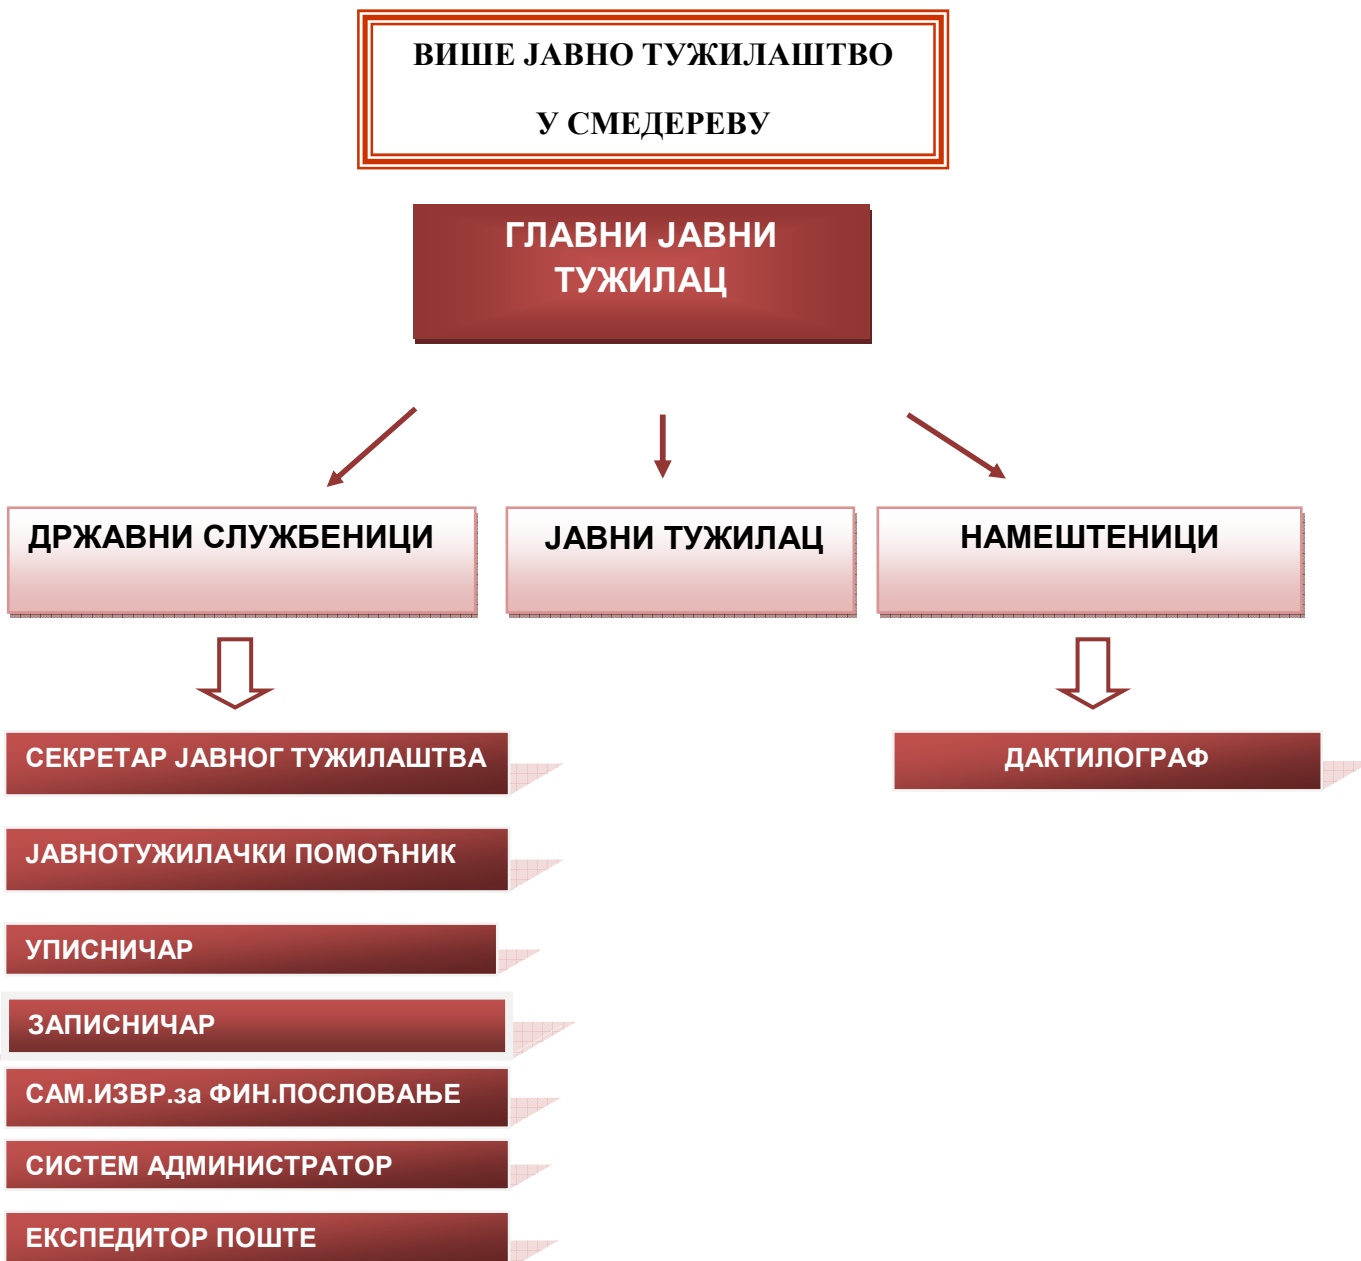 ВИШЕ ЈАВНО ТУЖИЛАШТВО
У СМЕДЕРЕВУ
ГЛАВНИ ЈАВНИ
ТУЖИЛАЦ
ДРЖАВНИ СЛУЖБЕНИЦИ
ЈАВНИ ТУЖИЛАЦ
НАМЕШТЕНИЦИ
СЕКРЕТАР ЈАВНОГ ТУЖИЛАШТВА
ДАКТИЛОГРАФ
ЈАВНОТУЖИЛАЧКИ ПОМОЋНИК
УПИСНИЧАР
ЗАПИСНИЧАР
САМ.ИЗВР.за ФИН.ПОСЛОВАЊЕ
СИСТЕМ АДМИНИСТРАТОР
ЕКСПЕДИТОР ПОШТЕ